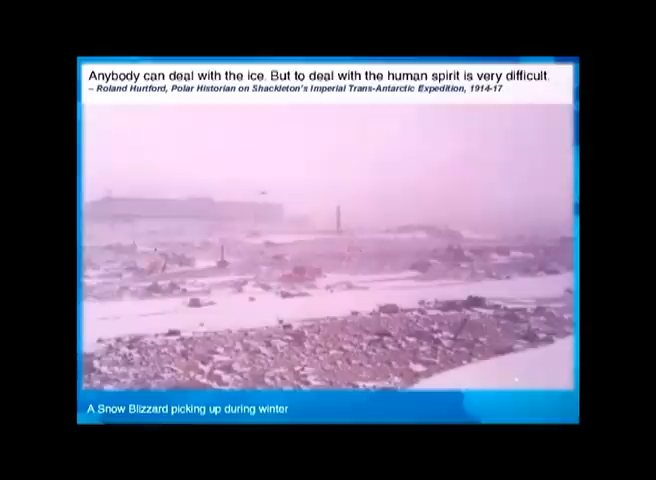 Anybody can deal with the ice. But to deal with the human spirit is very difficult.
– Roland Hurtford, Polar Historian on Shackleton's Imperial Trans-Antarctic Expedition, 1914-17
A Snow Blizzard picking up during winter